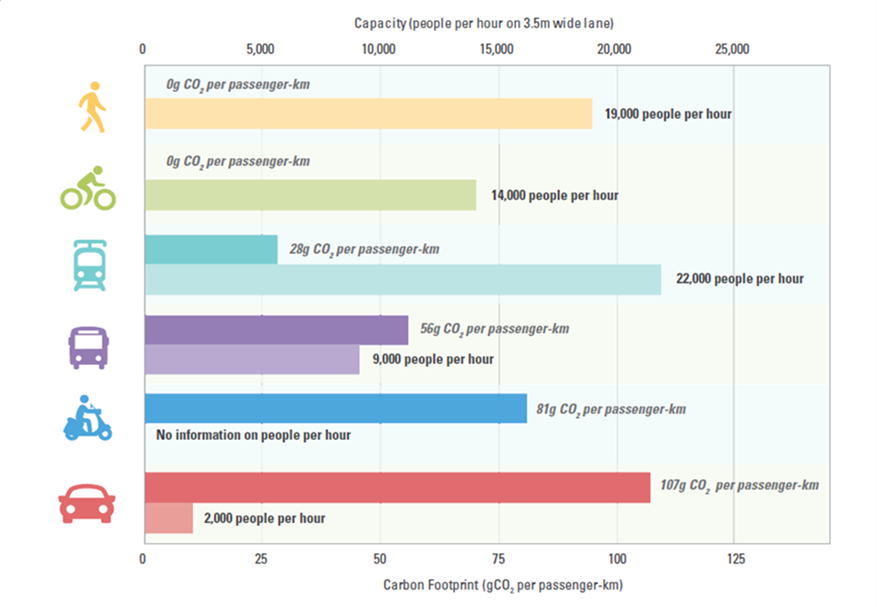 Capacity (people per hour on 3.5m wide lane)
0 5,000 10,000 15,000 20,000 25,000
0g CO₂ per passenger-km
19,000 people per hour
0g CO₂ per passenger-km
14,000 people per hour
28g CO₂ per passenger-km
22,000 people per hour
56g CO₂ per passenger-km
9,000 people per hour
81g CO₂ per passenger-km
No information on people per hour
107g CO₂ per passenger-km
2,000 people per hour
0 25 50 75 100 125
Carbon Footprint (gCO₂ per passenger-km)